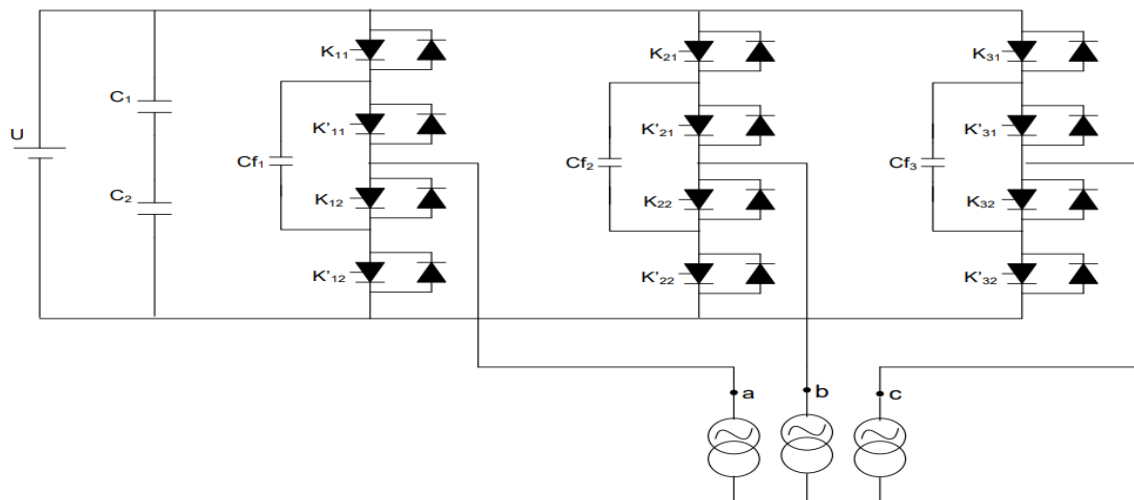 K₁₁ K₂₁ K₃₁
C₁
K'₁₁ K'₂₁ K'₃₁
U
Cf₁ Cf₂ Cf₃
C₂
K₁₂ K₂₂ K₃₂
K'₁₂ K'₂₂ K'₃₂
a b c